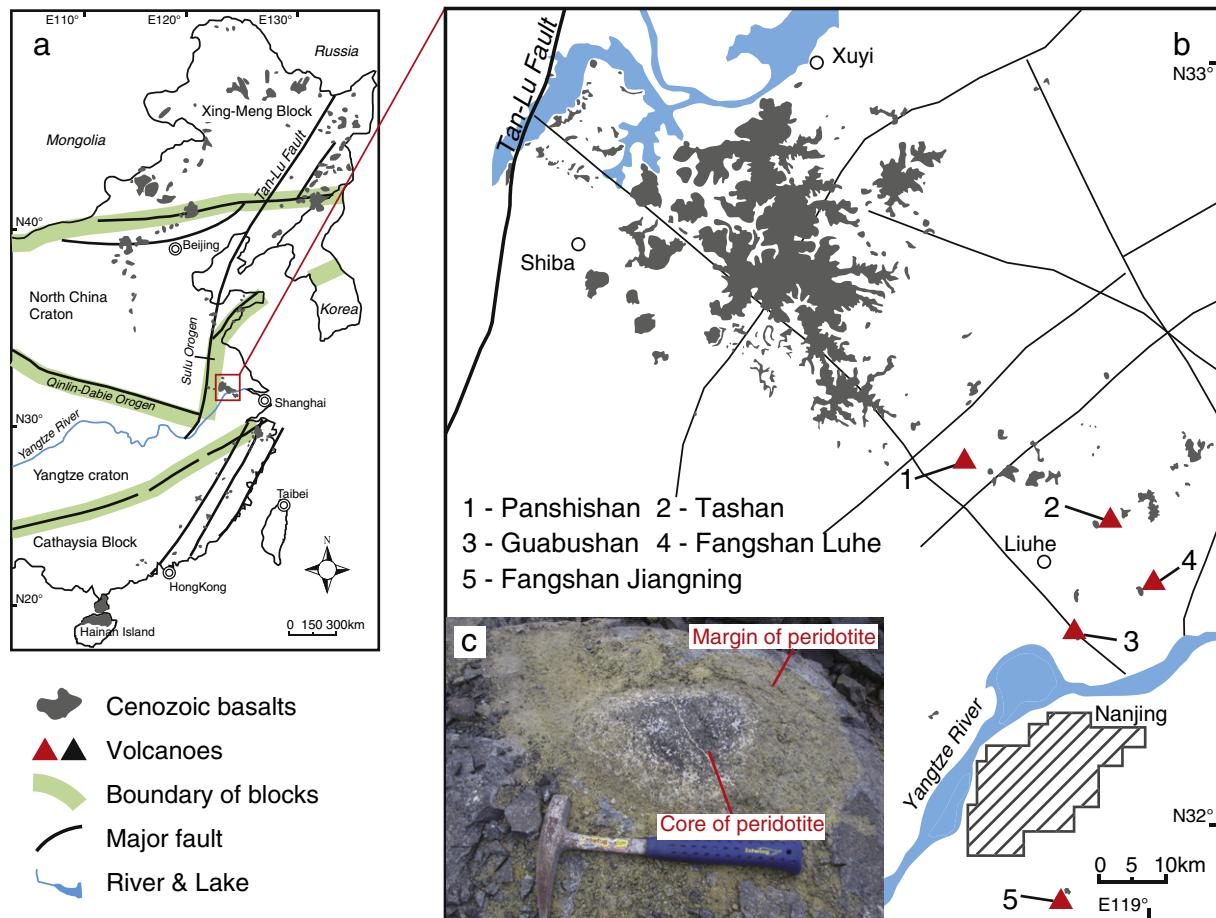 E110° E120° E130°
a
Russia
Xing-Meng Block
Mongolia
Tan-Lu Fault
N40°
Beijing
North China
Craton
Korea
Sulu Orogen
Qinlin-Dabie Orogen
Shanghai
N30°
Yangtze River
Yangtze craton
Taibei
Cathaysia Block
N
HongKong
N20°
Hainan Island
0 150 300km
Cenozoic basalts
Volcanoes
Boundary of blocks
Major fault
River & Lake
b
Xuyi
N33°
Tan-Lu Fault
Shiba
1
1 - Panshishan 2 - Tashan
3 - Guabushan 4 - Fangshan Luhe
5 - Fangshan Jiangning
2
Liuhe
4
3
Nanjing
Yangtze River
N32°
0 5 10km
5
E119°
c
Margin of peridotite
Core of peridotite
Estwing